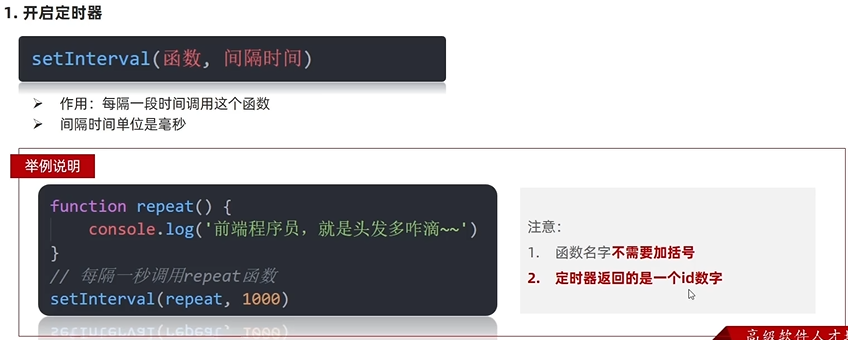 1. 开启定时器
setInterval(函数, 间隔时间)
作用：每隔一段时间调用这个函数
间隔时间单位是毫秒
举例说明
function repeat() {
console.log('前端程序员，就是头发多咋滴~~')
}
// 每隔一秒调用repeat函数
setInterval(repeat, 1000)
注意：
1. 函数名字不需要加括号
2. 定时器返回的是一个id数字
高级软件人才